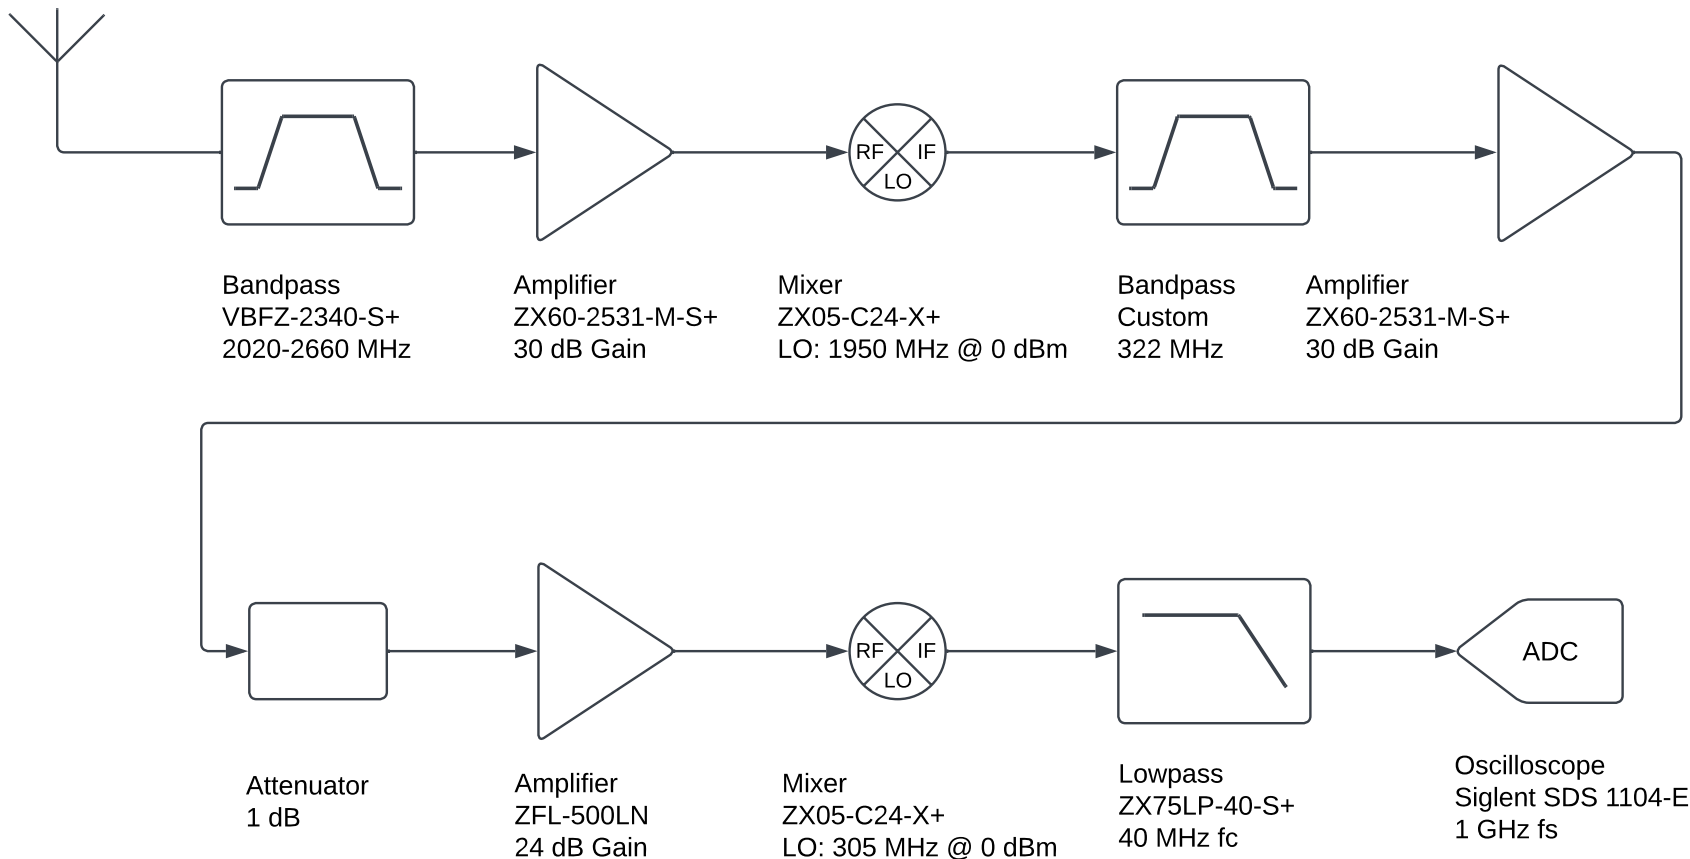 RF
IF
LO
Bandpass
VBFZ-2340-S+
2020-2660 MHz
Amplifier
ZX60-2531-M-S+
30 dB Gain
Mixer
ZX05-C24-X+
LO: 1950 MHz @ 0 dBm
Bandpass
Custom
322 MHz
Amplifier
ZX60-2531-M-S+
30 dB Gain
RF
IF
LO
ADC
Attenuator
1 dB
Amplifier
ZFL-500LN
24 dB Gain
Mixer
ZX05-C24-X+
LO: 305 MHz @ 0 dBm
Lowpass
ZX75LP-40-S+
40 MHz fc
Oscilloscope
Siglent SDS 1104-E
1 GHz fs